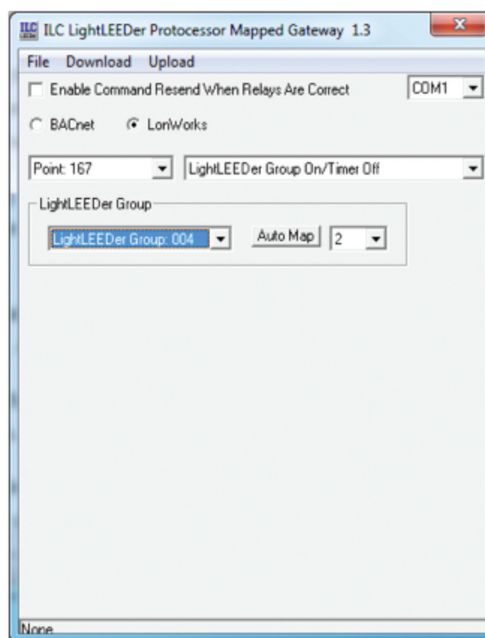 ILC LightLEEDer Protocessor Mapped Gateway 1.3
File Download Upload
Enable Command Resend When Relays Are Correct COM1
BACnet LonWorks
Point: 167 LightLEEDer Group On/Timer Off
LightLEEDer Group
LightLEEDer Group: 004 Auto Map 2
None